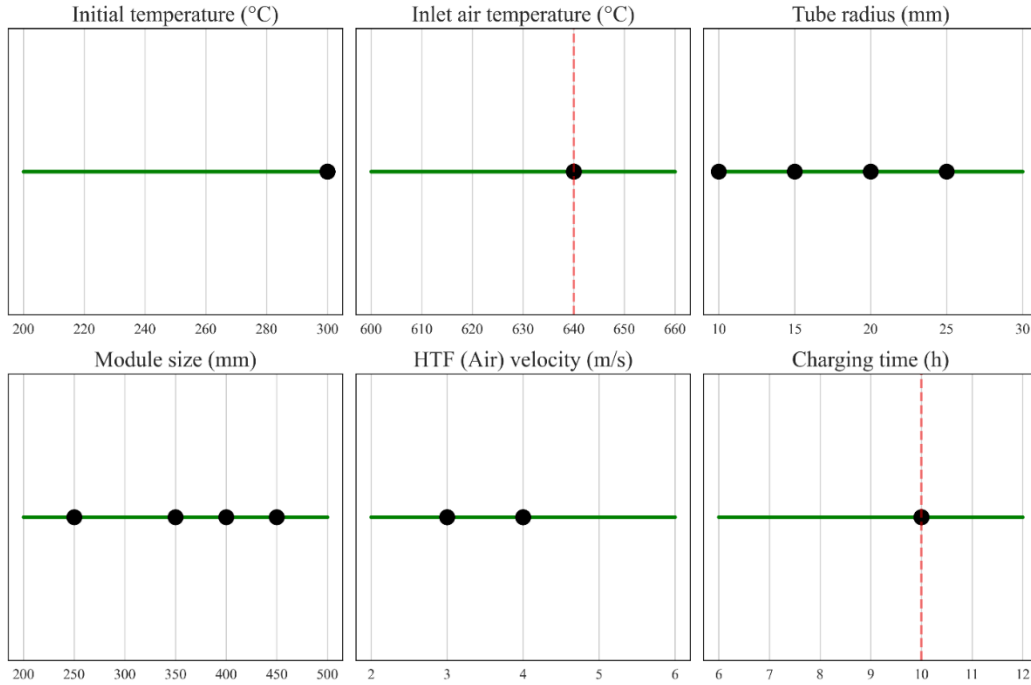 Initial temperature (°C)
Inlet air temperature (°C)
Tube radius (mm)
200 220 240 260 280 300
600 610 620 630 640 650 660
10 15 20 25 30
Module size (mm)
HTF (Air) velocity (m/s)
Charging time (h)
200 250 300 350 400 450 500
2 3 4 5 6
6 7 8 9 10 11 12